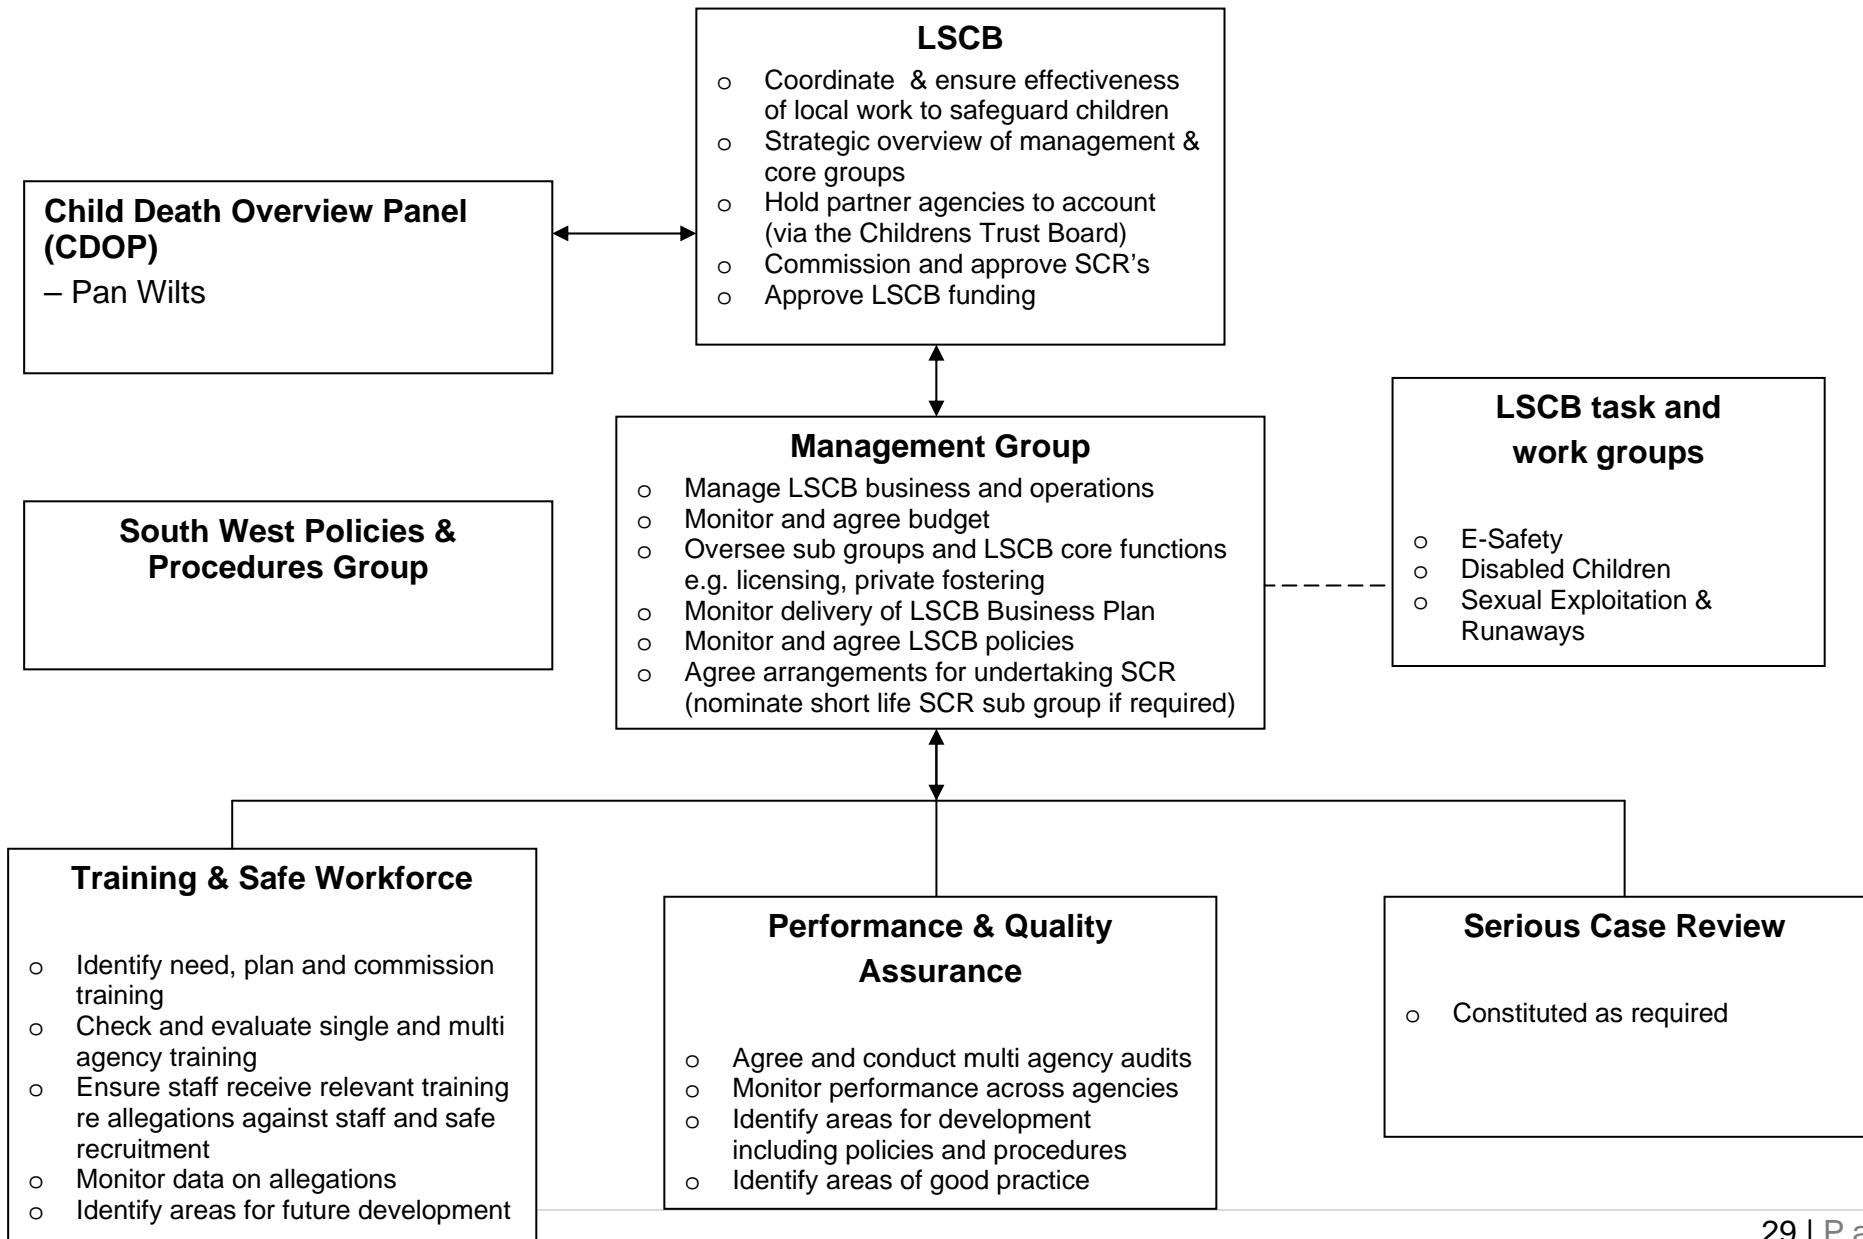 LSCB
o Coordinate & ensure effectiveness
of local work to safeguard children
o Strategic overview of management &
core groups
o Hold partner agencies to account
(via the Childrens Trust Board)
o Commission and approve SCR's
o Approve LSCB funding
Child Death Overview Panel
(CDOP)
– Pan Wilts
Management Group
o Manage LSCB business and operations
o Monitor and agree budget
o Oversee sub groups and LSCB core functions
e.g. licensing, private fostering
o Monitor delivery of LSCB Business Plan
o Monitor and agree LSCB policies
o Agree arrangements for undertaking SCR
(nominate short life SCR sub group if required)
LSCB task and
work groups
o E-Safety
o Disabled Children
o Sexual Exploitation &
Runaways
South West Policies &
Procedures Group
Training & Safe Workforce
o Identify need, plan and commission
training
o Check and evaluate single and multi
agency training
o Ensure staff receive relevant training
re allegations against staff and safe
recruitment
o Monitor data on allegations
o Identify areas for future development
Performance & Quality
Assurance
o Agree and conduct multi agency audits
o Monitor performance across agencies
o Identify areas for development
including policies and procedures
o Identify areas of good practice
Serious Case Review
o Constituted as required
29 | P a